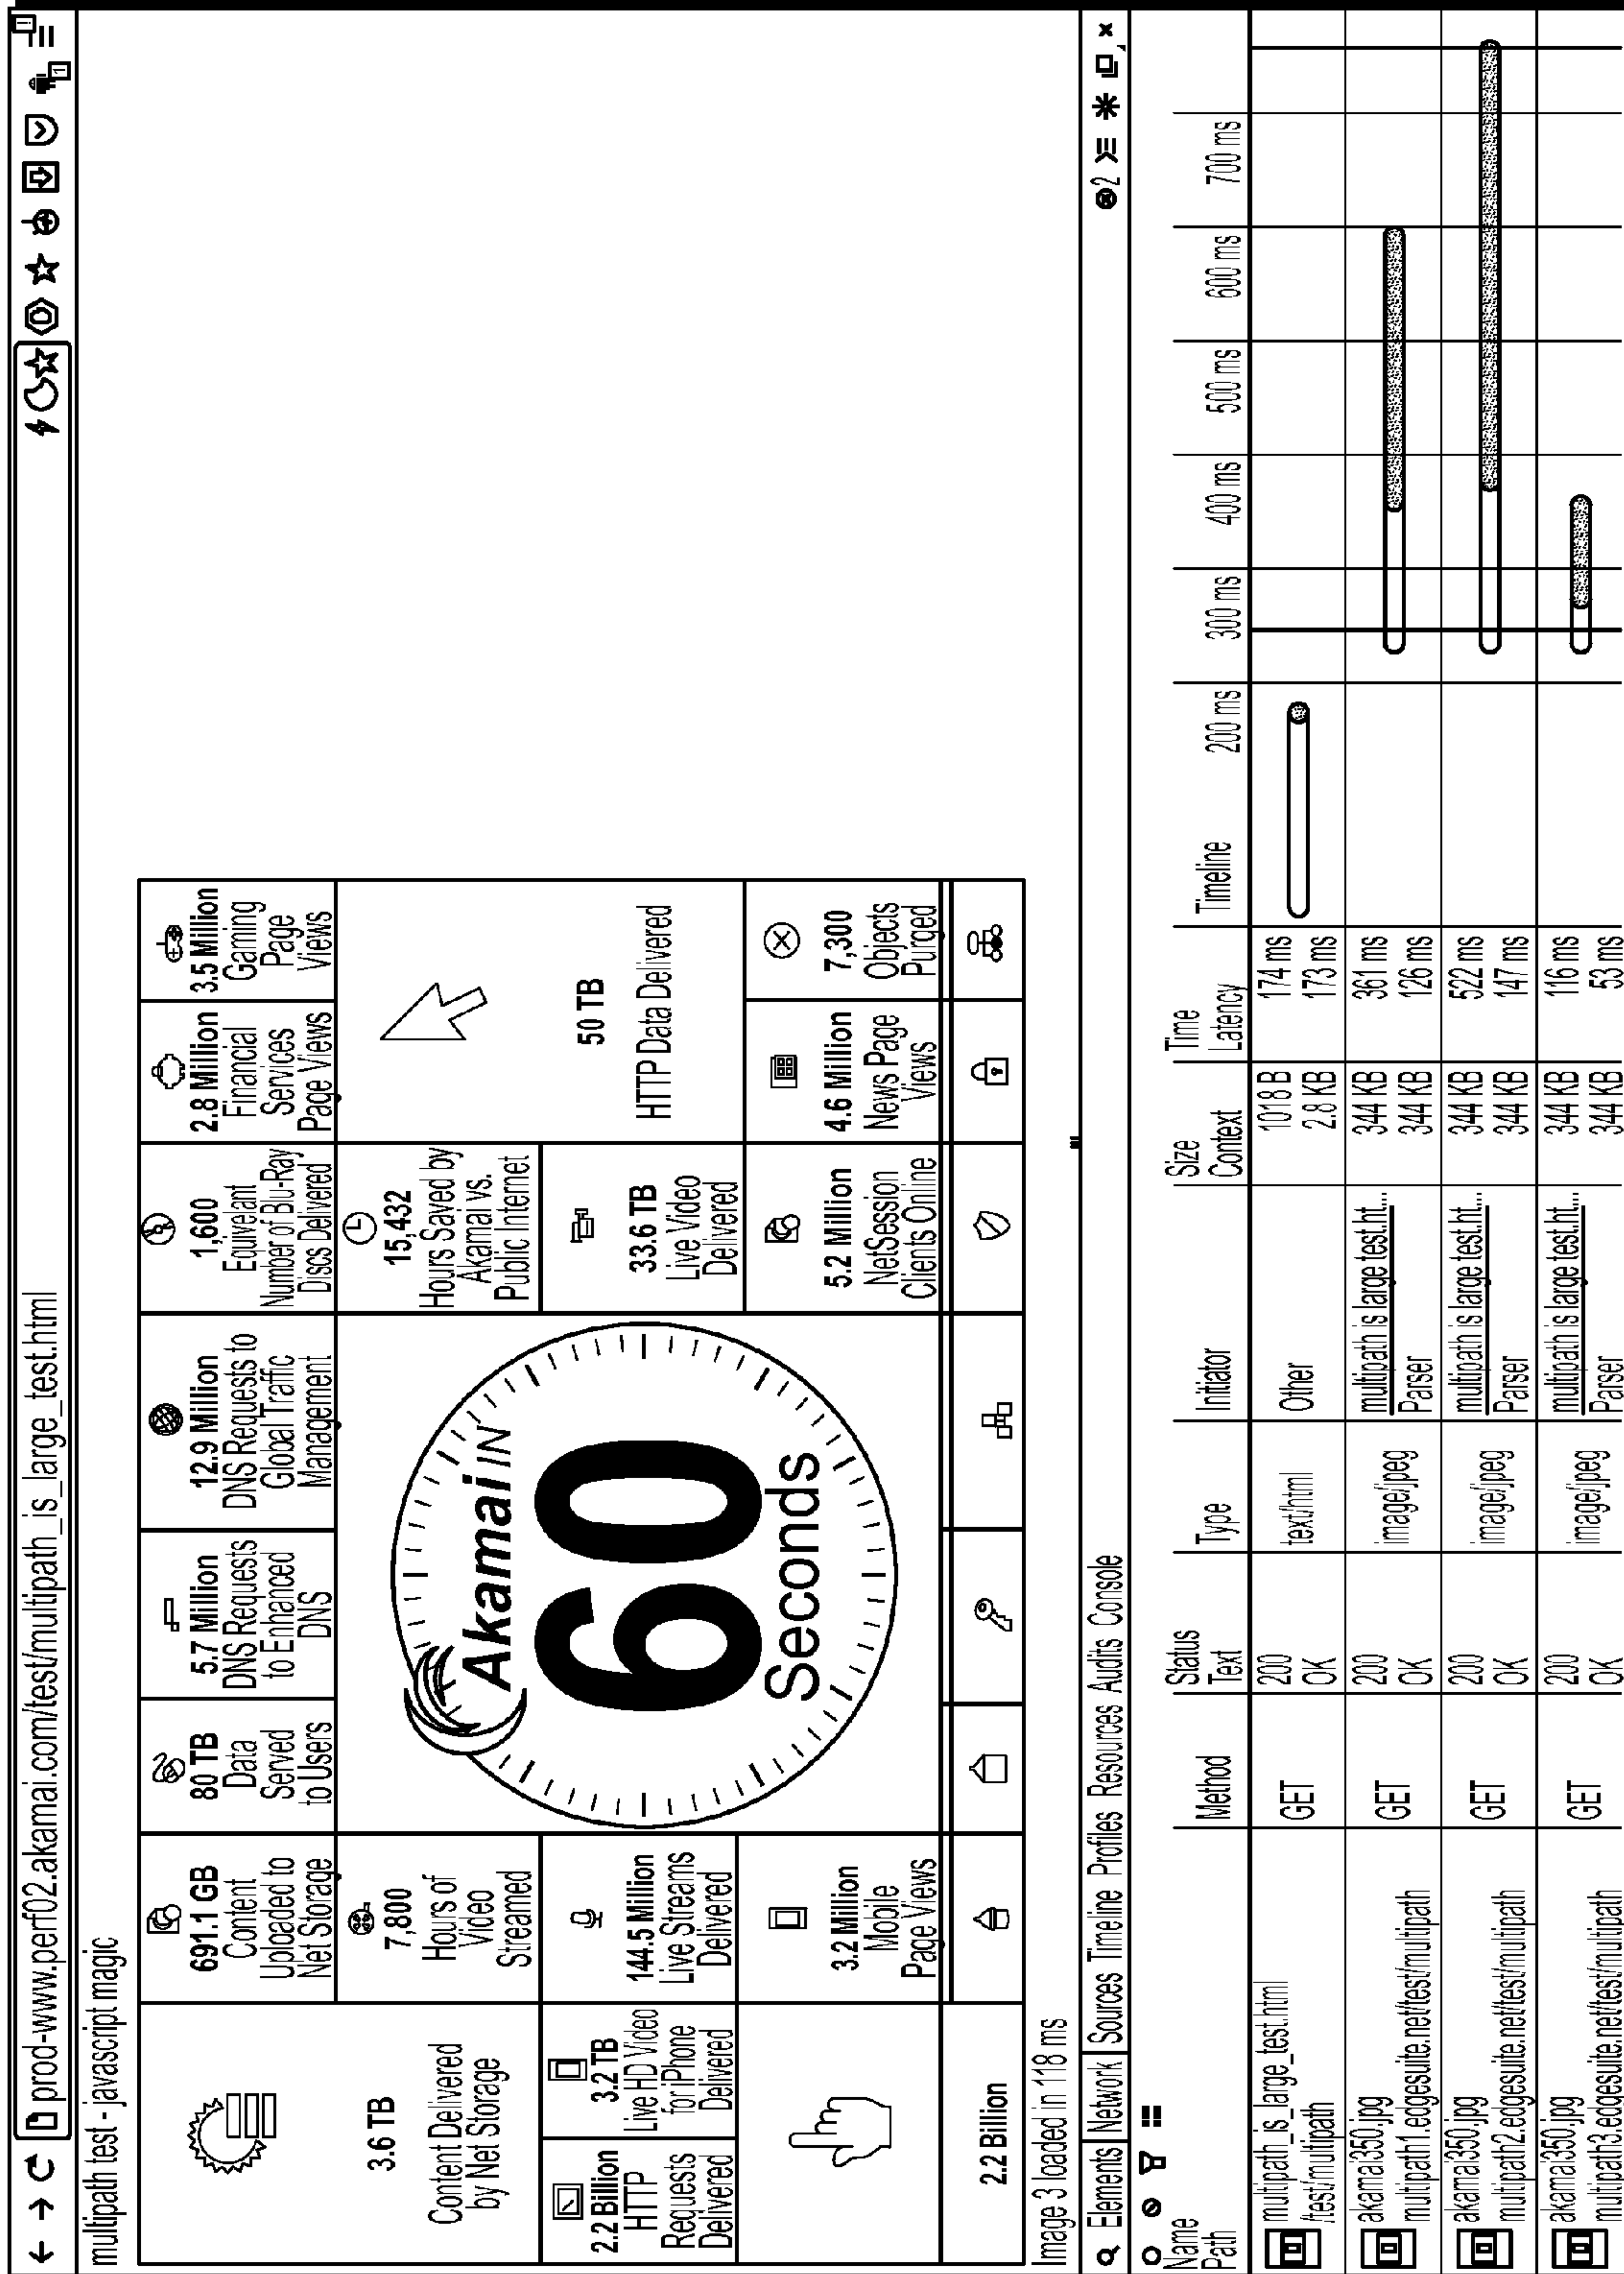 prod-www.perf02.akamai.com/test/multipath_is_large_test.html
1
multipath test - javascript magic
3.6 TB
Content Delivered
by Net Storage
691.1 GB
Content
Uploaded to
Net Storage
80 TB
Data
Served
to Users
5.7 Million
DNS Requests
to Enhanced
DNS
12.9 Million
DNS Requests to
Global Traffic
Management
1,600
Equivelant
Number of Blu-Ray
Discs Delivered
2.8 Million
Financial
Services
Page Views
3.5 Million
Gaming
Page
Views
7,800
Hours of
Video
Streamed
Akamai IN
60
Seconds
15,432
Hours Saved by
Akamai vs.
Public Internet
50 TB
HTTP Data Delivered
2.2 Billion
HTTP
Requests
Delivered
3.2 TB
Live HD Video
for iPhone
Delivered
144.5 Million
Live Streams
Delivered
33.6 TB
Live Video
Delivered
3.2 Million
Mobile
Page Views
5.2 Million
NetSession
Clients Online
4.6 Million
News Page
Views
7,300
Objects
Purged
2.2 Billion
Image 3 loaded in 118 ms
Elements Network Sources Timeline Profiles Resources Audits Console
2
Name Path Method Status Text Type Initiator Size Context Time Latency Timeline 200 ms 300 ms 400 ms 500 ms 600 ms 700 ms
multipath_is_large_test.html GET 200 text/html Other 1018 B 174 ms
/test/multipath OK 2.8 KB 173 ms
akamai350.jpg GET 200 image/jpeg multipath is large test.ht... 344 KB 361 ms
multipath1.edgesuite.net/test/multipath OK Parser 344 KB 126 ms
akamai350.jpg GET 200 image/jpeg multipath is large test.ht... 344 KB 522 ms
multipath2.edgesuite.net/test/multipath OK Parser 344 KB 147 ms
akamai350.jpg GET 200 image/jpeg multipath is large test.ht... 344 KB 116 ms
multipath3.edgesuite.net/test/multipath OK Parser 344 KB 53 ms